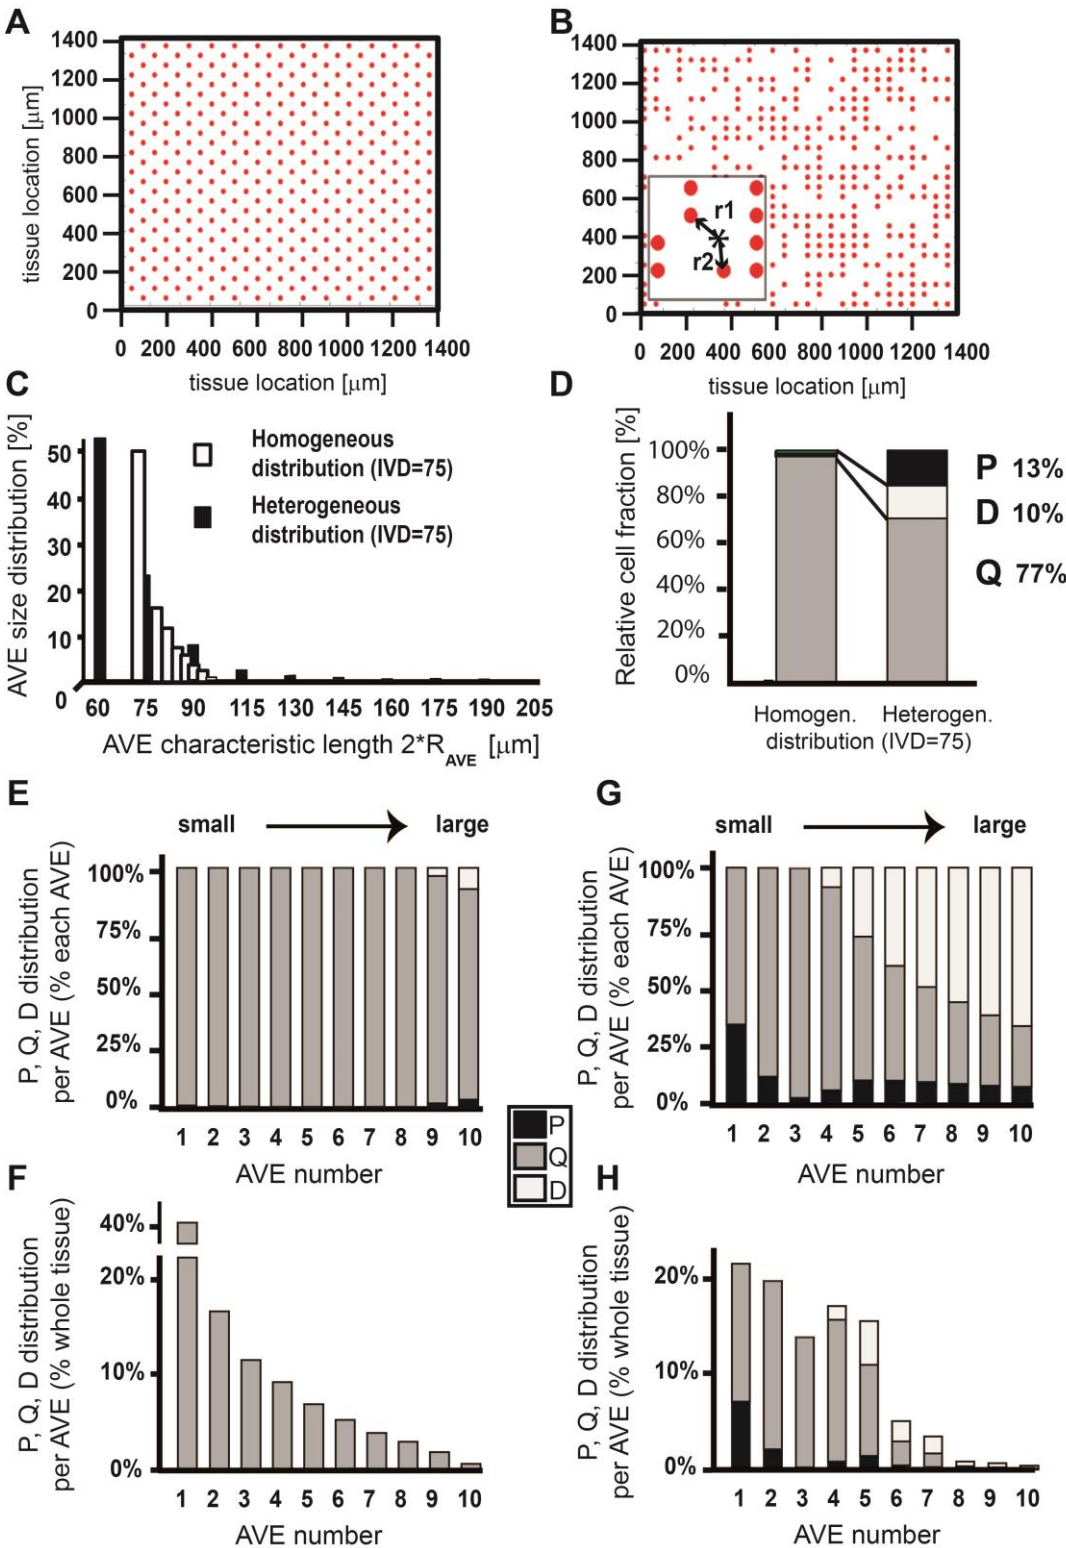 A
1400
1200
1000
800
600
400
200
0
tissue location [μm]
0 200 400 600 800 1000 1200 1400
tissue location [μm]
B
1400
1200
1000
800
600
400
200
0
r1
r2
0 200 400 600 800 1000 1200 1400
tissue location [μm]
C
AVE size distribution [%]
50
40
30
20
10
0
Homogeneous
distribution (IVD=75)
Heterogeneous
distribution (IVD=75)
60 75 90 115 130 145 160 175 190 205
AVE characteristic length 2*RAVE [μm]
D
Relative cell fraction [%]
100%
80%
60%
40%
20%
0%
P 13%
D 10%
Q 77%
Homogen. Heterogen.
distribution (IVD=75)
E
small large
P, Q, D distribution
per AVE (% each AVE)
100%
75%
50%
25%
0%
1 2 3 4 5 6 7 8 9 10
AVE number
G
small large
P, Q, D distribution
per AVE (% each AVE)
100%
75%
50%
25%
0%
1 2 3 4 5 6 7 8 9 10
AVE number
P
Q
D
F
P, Q, D distribution
per AVE (% whole tissue)
40%
20%
10%
0%
1 2 3 4 5 6 7 8 9 10
AVE number
H
P, Q, D distribution
per AVE (% whole tissue)
20%
10%
0%
1 2 3 4 5 6 7 8 9 10
AVE number